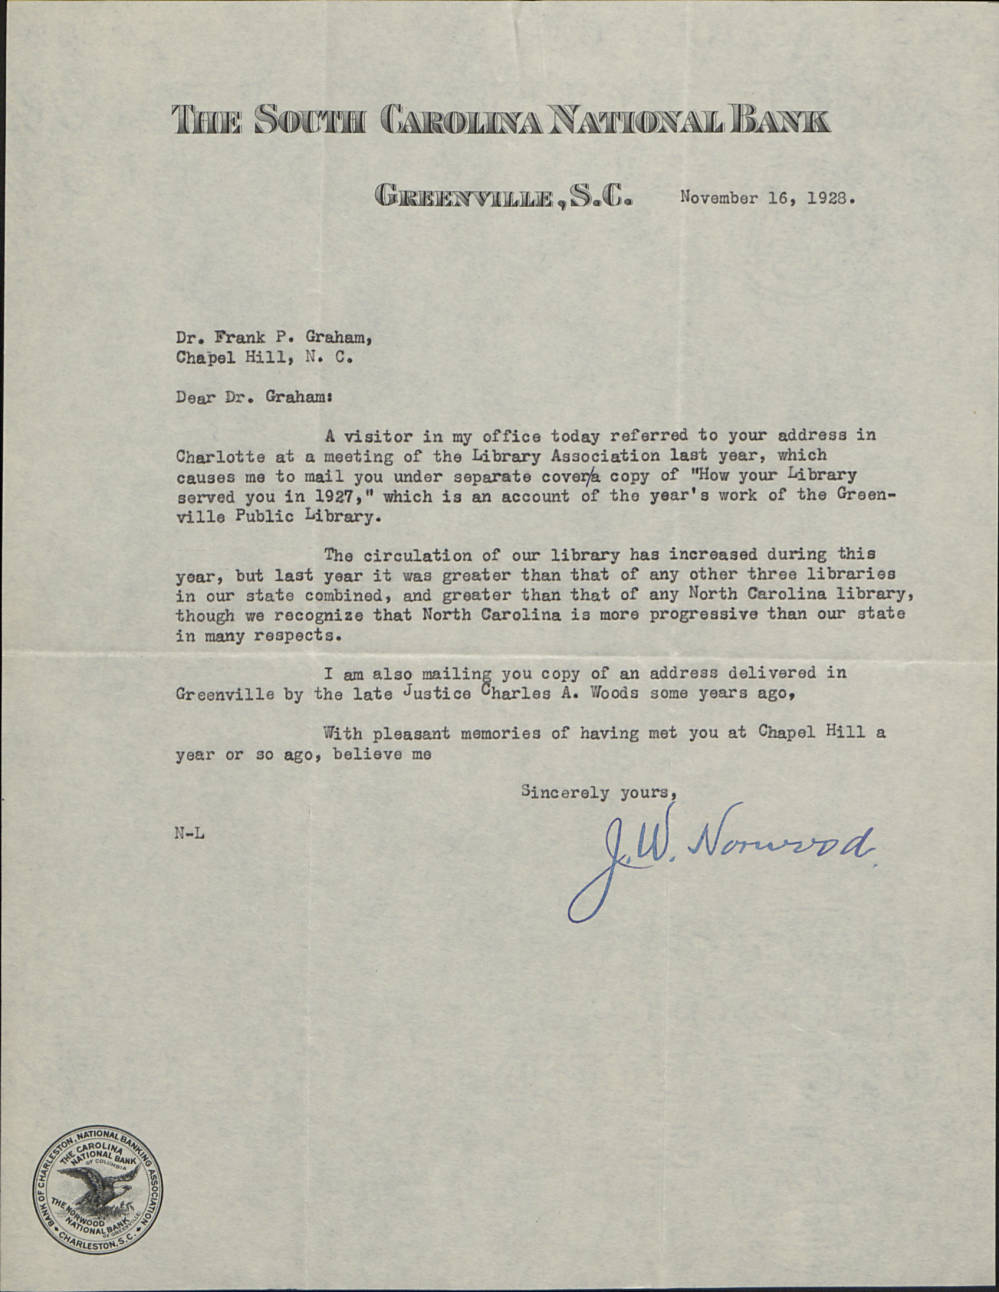 THE SOUTH CAROLINA NATIONAL BANK
GREENVILLE, S.C. November 16, 1928.
Dr. Frank P. Graham,
Chapel Hill, N. C.
Dear Dr. Graham:
A visitor in my office today referred to your address in
Charlotte at a meeting of the Library Association last year, which
causes me to mail you under separate cover/a copy of "How your Library
served you in 1927," which is an account of the year's work of the Green-
ville Public Library.
The circulation of our library has increased during this
year, but last year it was greater than that of any other three libraries
in our state combined, and greater than that of any North Carolina library,
though we recognize that North Carolina is more progressive than our state
in many respects.
I am also mailing you copy of an address delivered in
Greenville by the late Justice Charles A. Woods some years ago,
With pleasant memories of having met you at Chapel Hill a
year or so ago, believe me
Sincerely yours,
J. W. Norwood.
N-L
BANK OF CHARLESTON, NATIONAL BANKING ASSOCIATION
CHARLESTON, S.C.
THE CAROLINA
NATIONAL BANK
OF COLUMBIA
THE NORWOOD
NATIONAL BANK
OF GREENVILLE